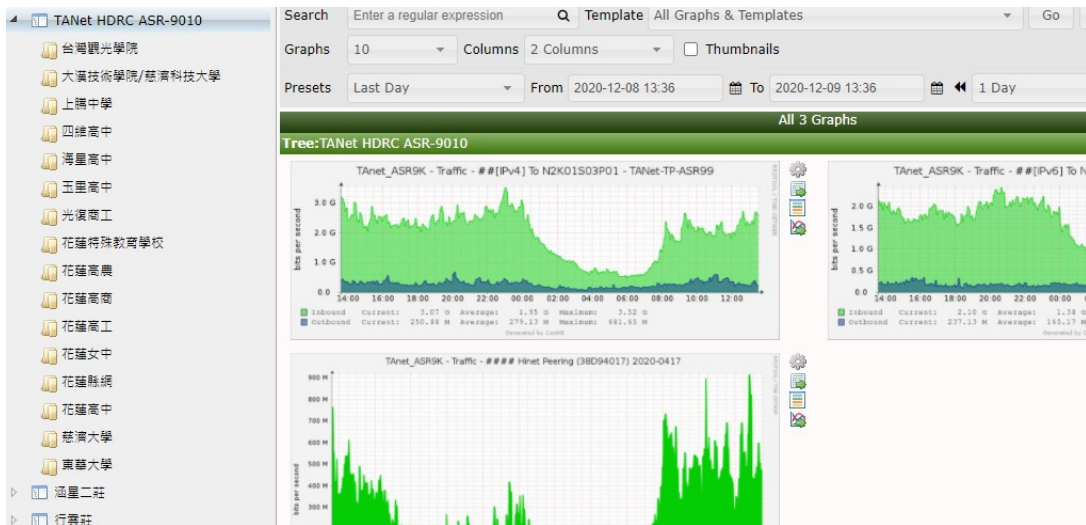 TANet HDRC ASR-9010
台灣觀光學院
大漢技術學院/慈濟科技大學
上騰中學
四維高中
海星高中
玉里高中
光復商工
花蓮特殊教育學校
花蓮高農
花蓮高商
花蓮高工
花蓮女中
花蓮縣網
花蓮高中
慈濟大學
東華大學
涵星二莊
行雲莊
Search Enter a regular expression Template All Graphs & Templates Go
Graphs 10 Columns 2 Columns Thumbnails
Presets Last Day From 2020-12-08 13:36 To 2020-12-09 13:36 1 Day
All 3 Graphs
Tree:TANet HDRC ASR-9010
TAnet_ASR9K - Traffic - ##[IPv4] To N2K01S03P01 - TANet-TP-ASR99
bits per second
3.0 G
2.0 G
1.0 G
0.0
14:00 16:00 18:00 20:00 22:00 00:00 02:00 04:00 06:00 08:00 10:00 12:00
Inbound Current: 3.07 G Average: 1.95 G Maximum: 3.52 G
Outbound Current: 250.88 M Average: 279.13 M Maximum: 681.65 M
Generated by Cacti®
TAnet_ASR9K - Traffic - ##[IPv6] To N
bits per second
2.0 G
1.5 G
1.0 G
0.5 G
0.0
14:00 16:00 18:00 20:00 22:00 00:00
Inbound Current: 2.10 G Average: 1.38 G
Outbound Current: 237.13 M Average: 165.17 M
TAnet_ASR9K - Traffic - #### Hinet Peering (38D94017) 2020-0417
bits per second
900 M
800 M
700 M
600 M
500 M
400 M
300 M